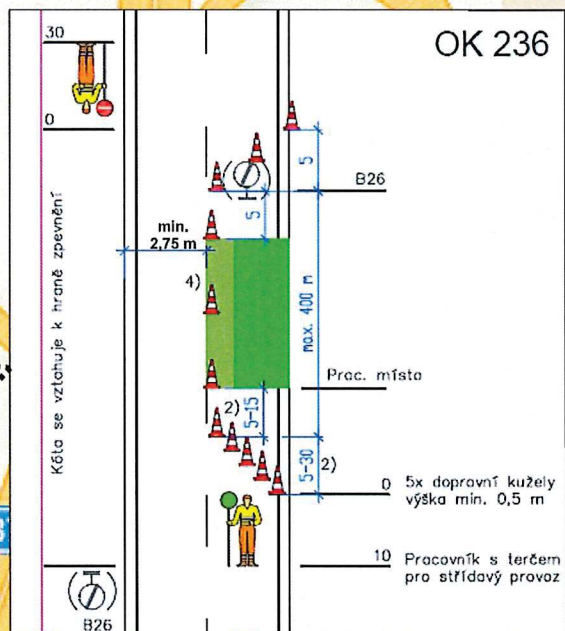 OK 236
30
0
5
B26
5
min.
2,75 m
4)
max. 400 m
Kóta se vztahuje k hraně zpevnění
Prac. místo
2)
5-15
5-30
2)
0
5x dopravní kužely
výška min. 0,5 m
10
Pracovník s terčem
pro střídavý provoz
B26